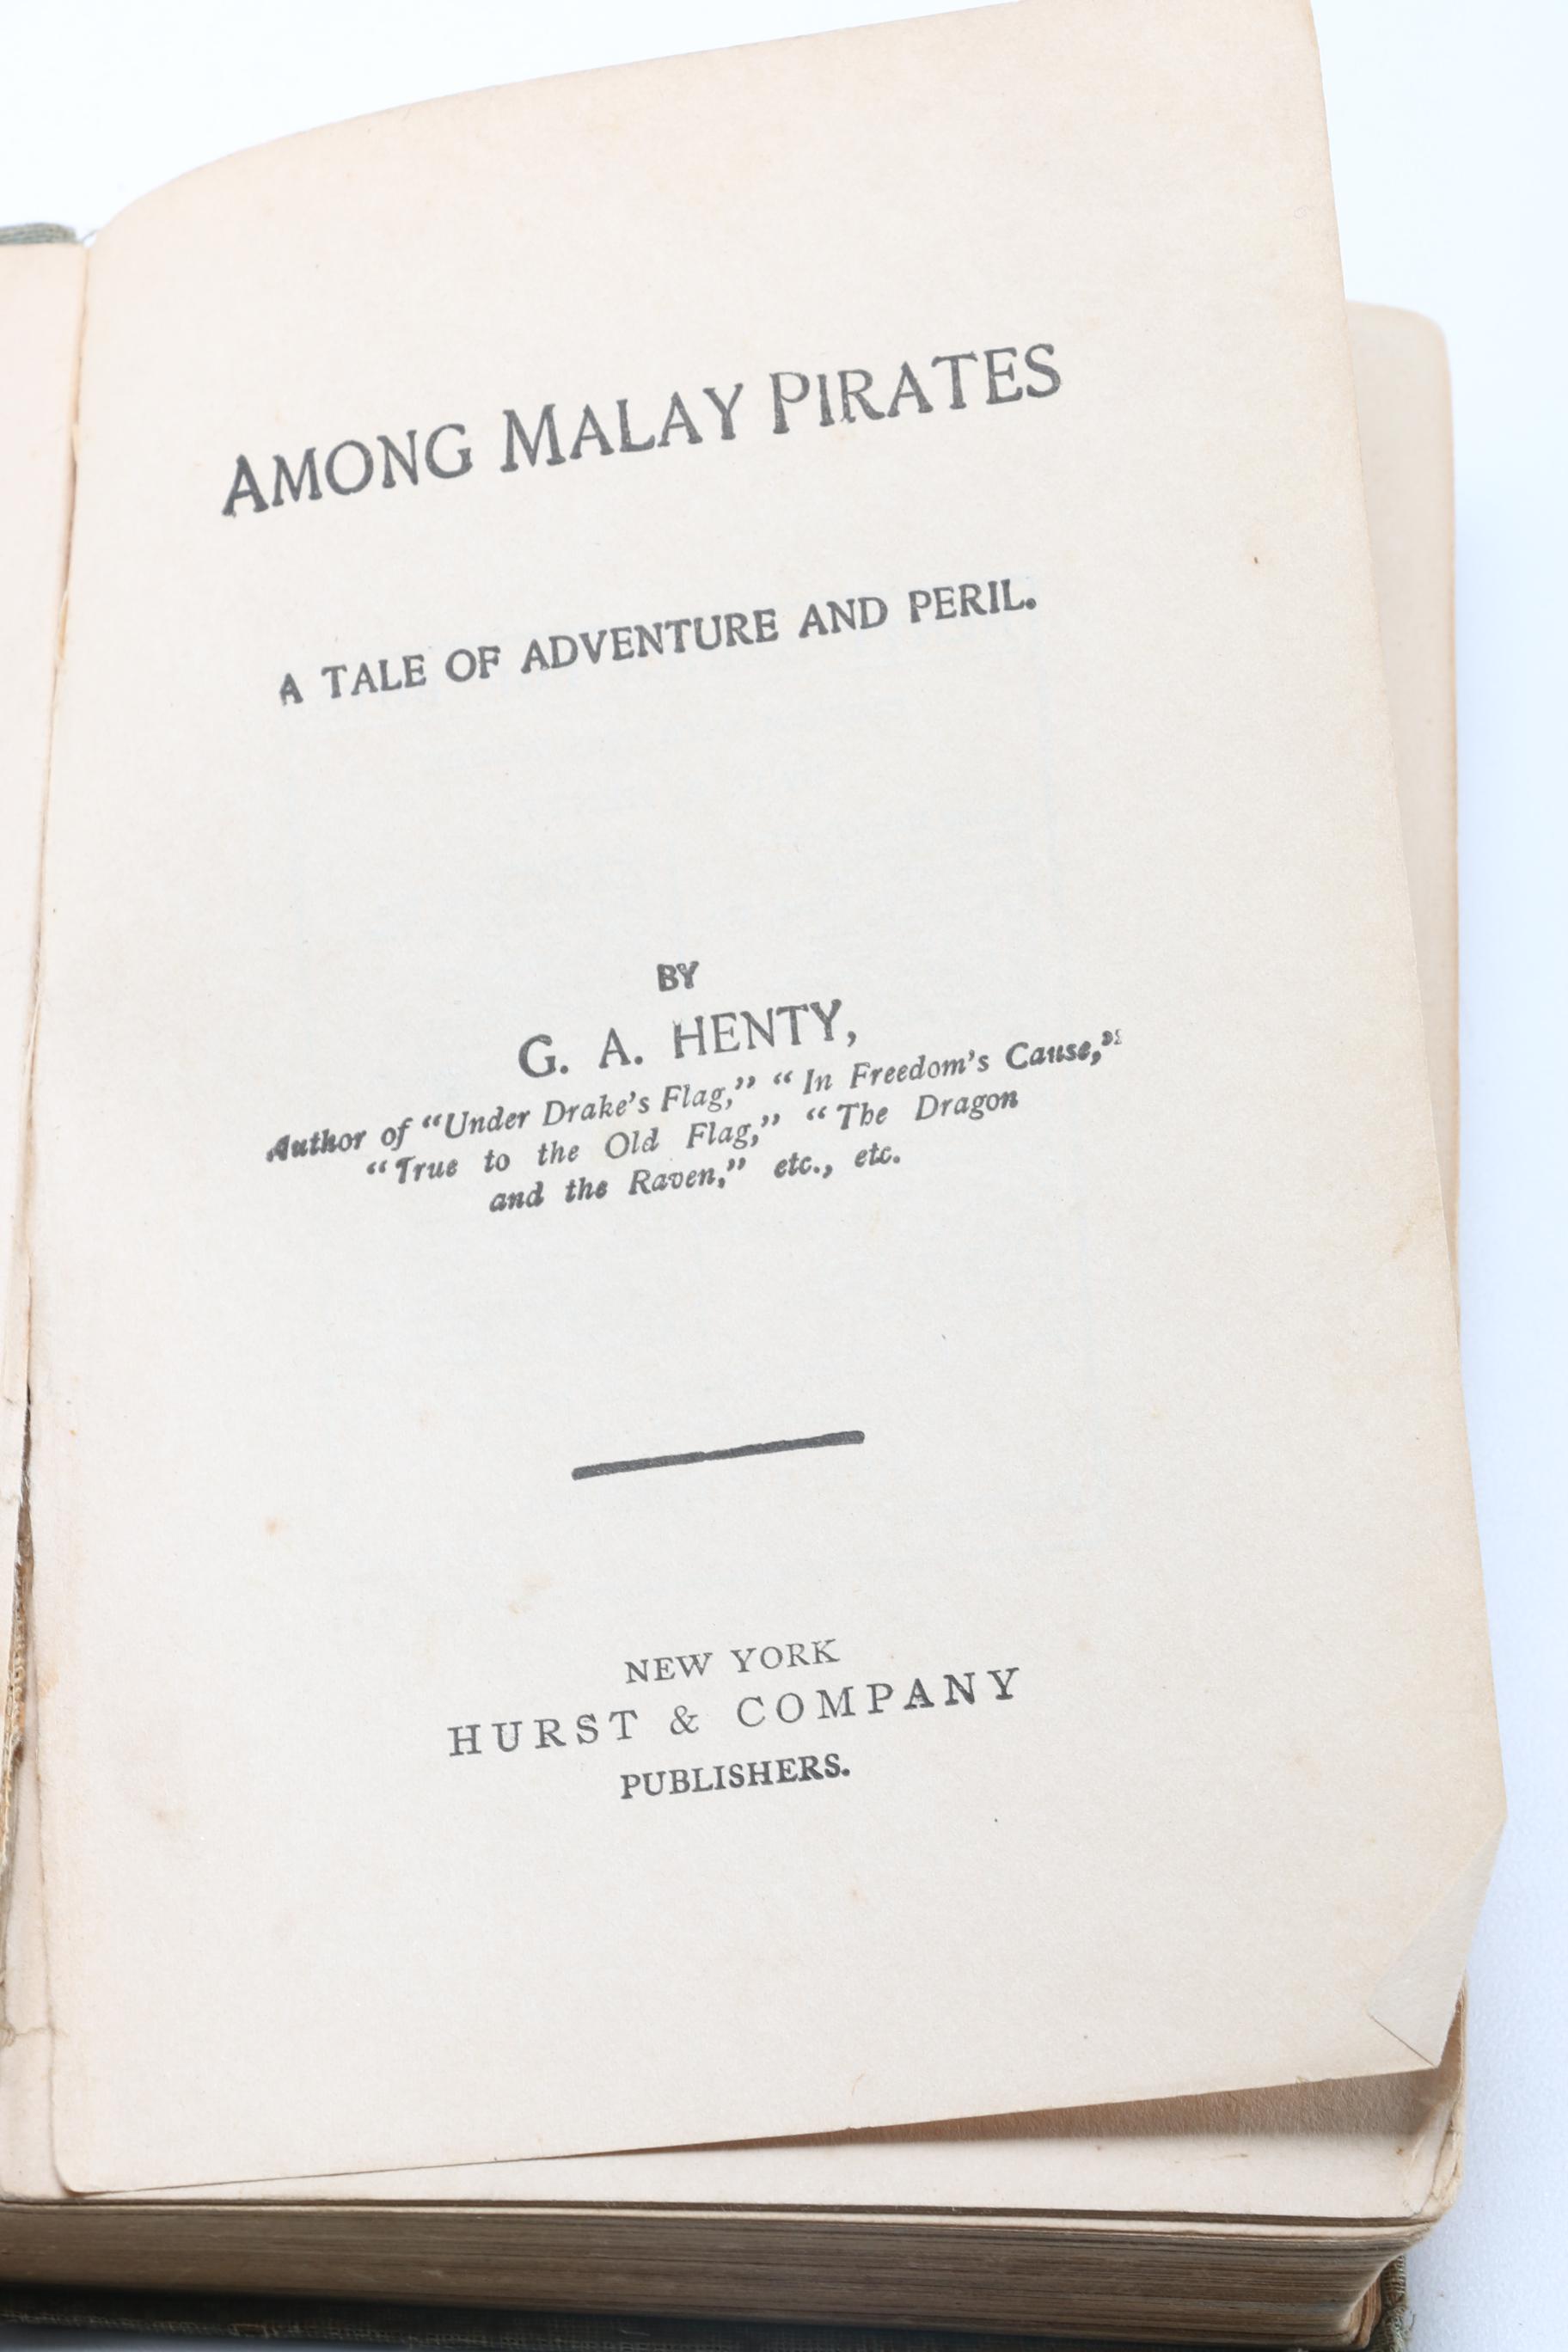 AMONG MALAY PIRATES
A TALE OF ADVENTURE AND PERIL.
BY
G. A. HENTY,
Author of “Under Drake's Flag,” “In Freedom's Cause,”
“True to the Old Flag,” “The Dragon
and the Raven,” etc., etc.
NEW YORK
HURST & COMPANY
PUBLISHERS.